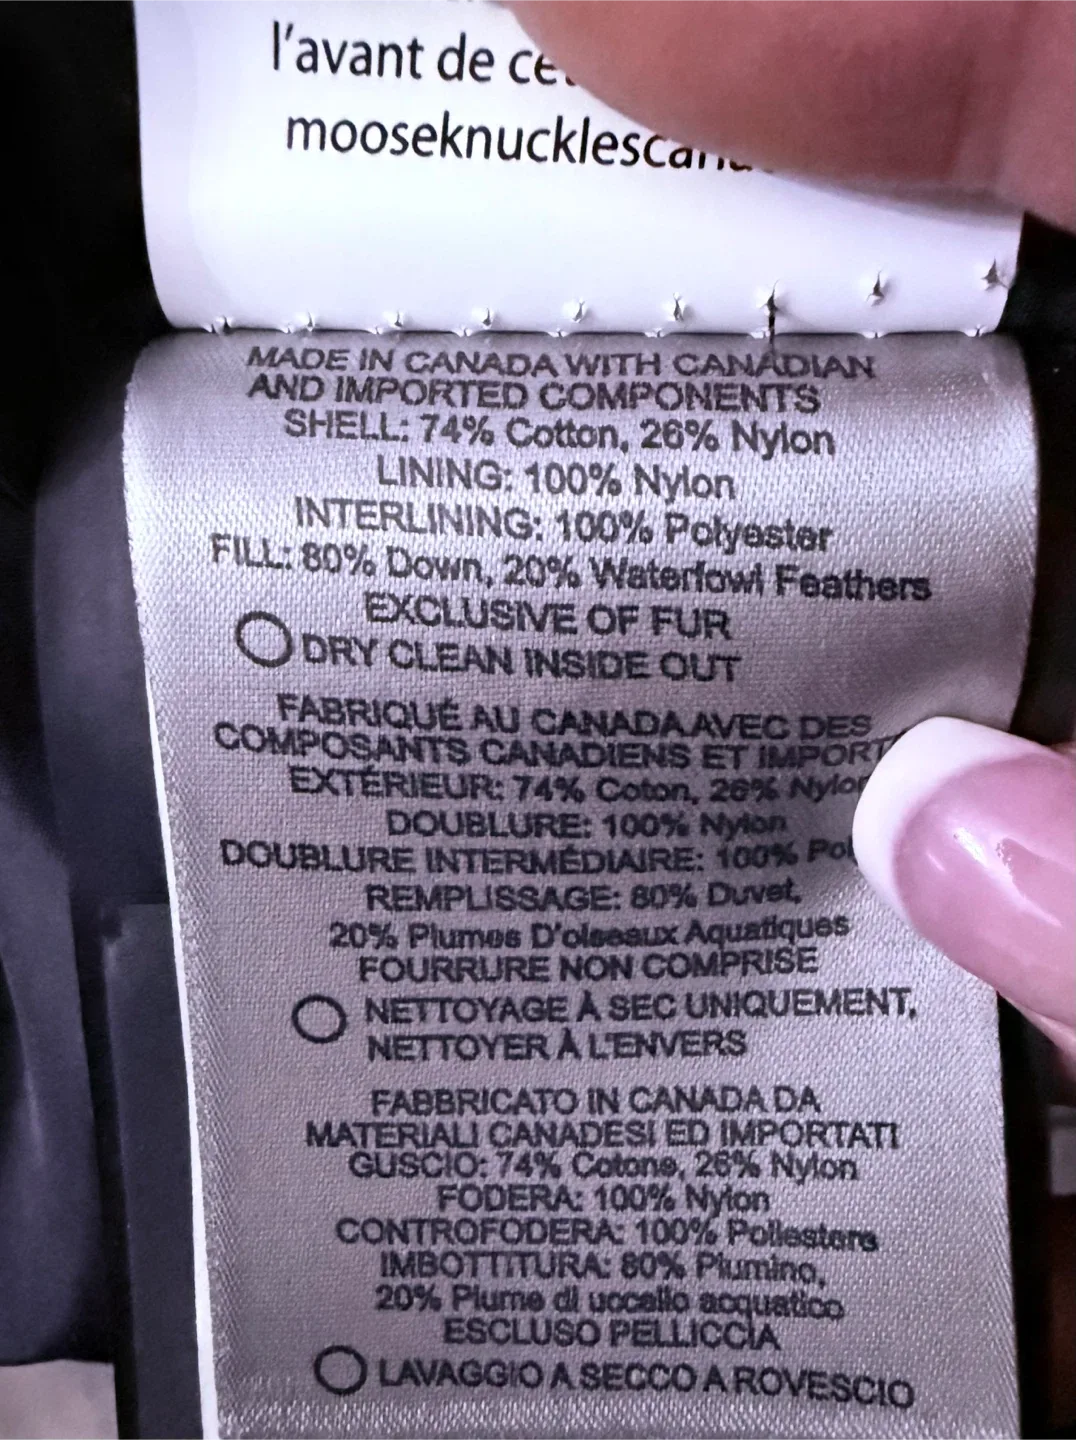 l'avant de
mooseknuckles
MADE IN CANADA WITH CANADIAN
AND IMPORTED COMPONENTS
SHELL: 74% Cotton, 26% Nylon
LINING: 100% Nylon
INTERLINING: 100% Polyester
FILL: 80% Down, 20% Waterfowl Feathers
EXCLUSIVE OF FUR
DRY CLEAN INSIDE OUT
FABRIQUÉ AU CANADA AVEC DES
COMPOSANTS CANADIENS ET
EXTÉRIEUR: 74% Coton, 26% Nylon
DOUBLURE: 100% Nylon
DOUBLURE INTERMÉDIAIRE: 100%
REMPLISSAGE: 80% Duvet,
20% Plumes D'oiseaux Aquatiques
FOURRURE NON COMPRISE
NETTOYAGE À SEC UNIQUEMENT,
NETTOYER À L'ENVERS
FABBRICATO IN CANADA DA
MATERIALI CANADESI ED IMPORTATI
GUSCIO: 74% Cotone, 26% Nylon
FODERA: 100% Nylon
CONTROFODERA: 100% Poliestere
IMBOTTITURA: 80% Piumino,
20% Piume di uccello acquatico
ESCLUSO PELLICCIA
LAVAGGIO A SECCO A ROVESCIO